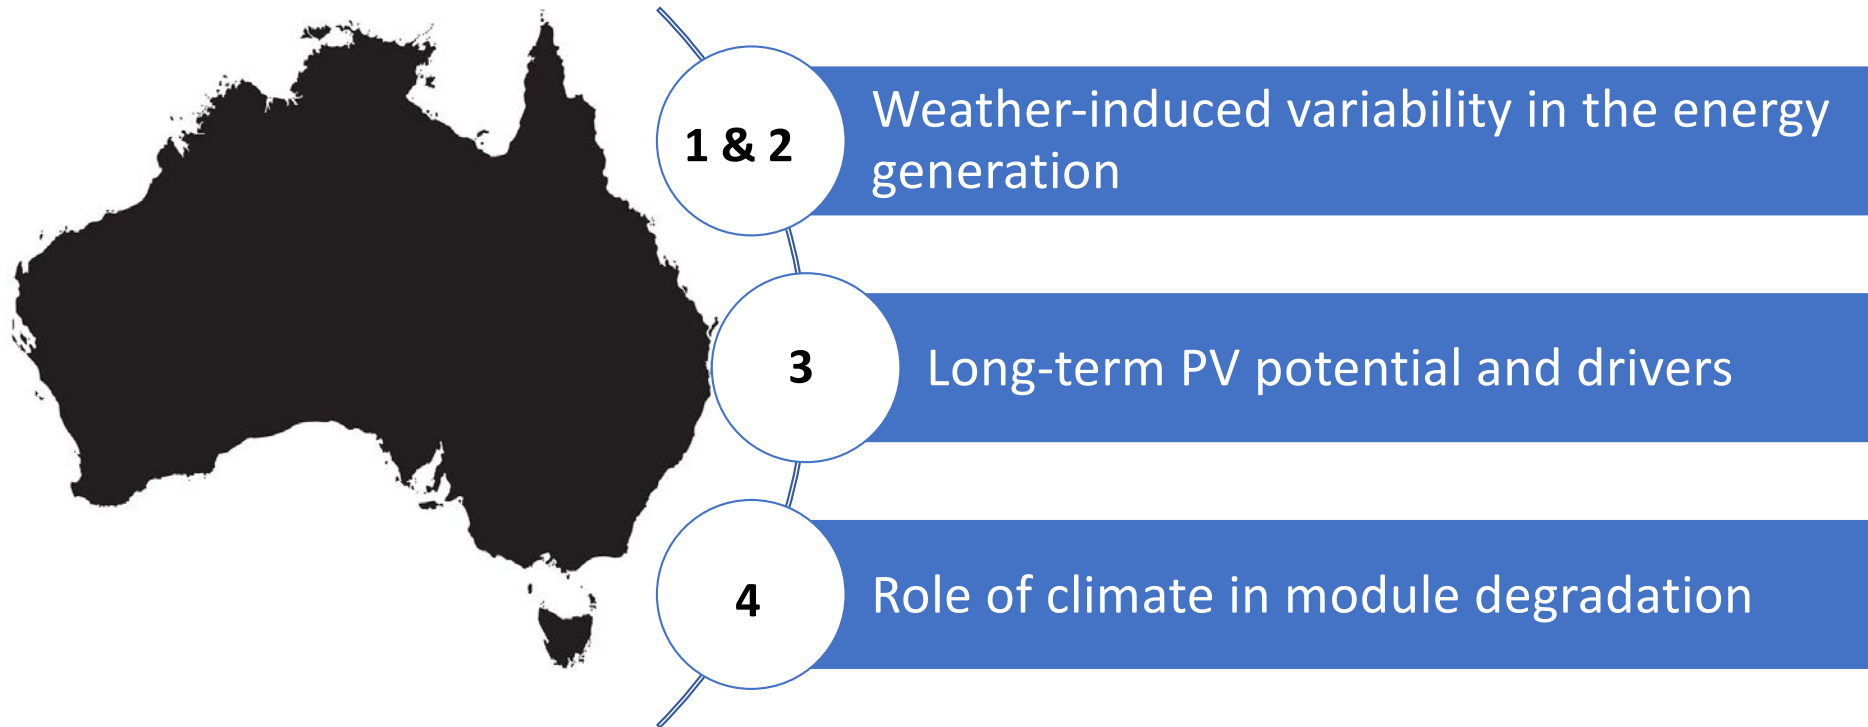 1 & 2
Weather-induced variability in the energy
generation
3
Long-term PV potential and drivers
4
Role of climate in module degradation